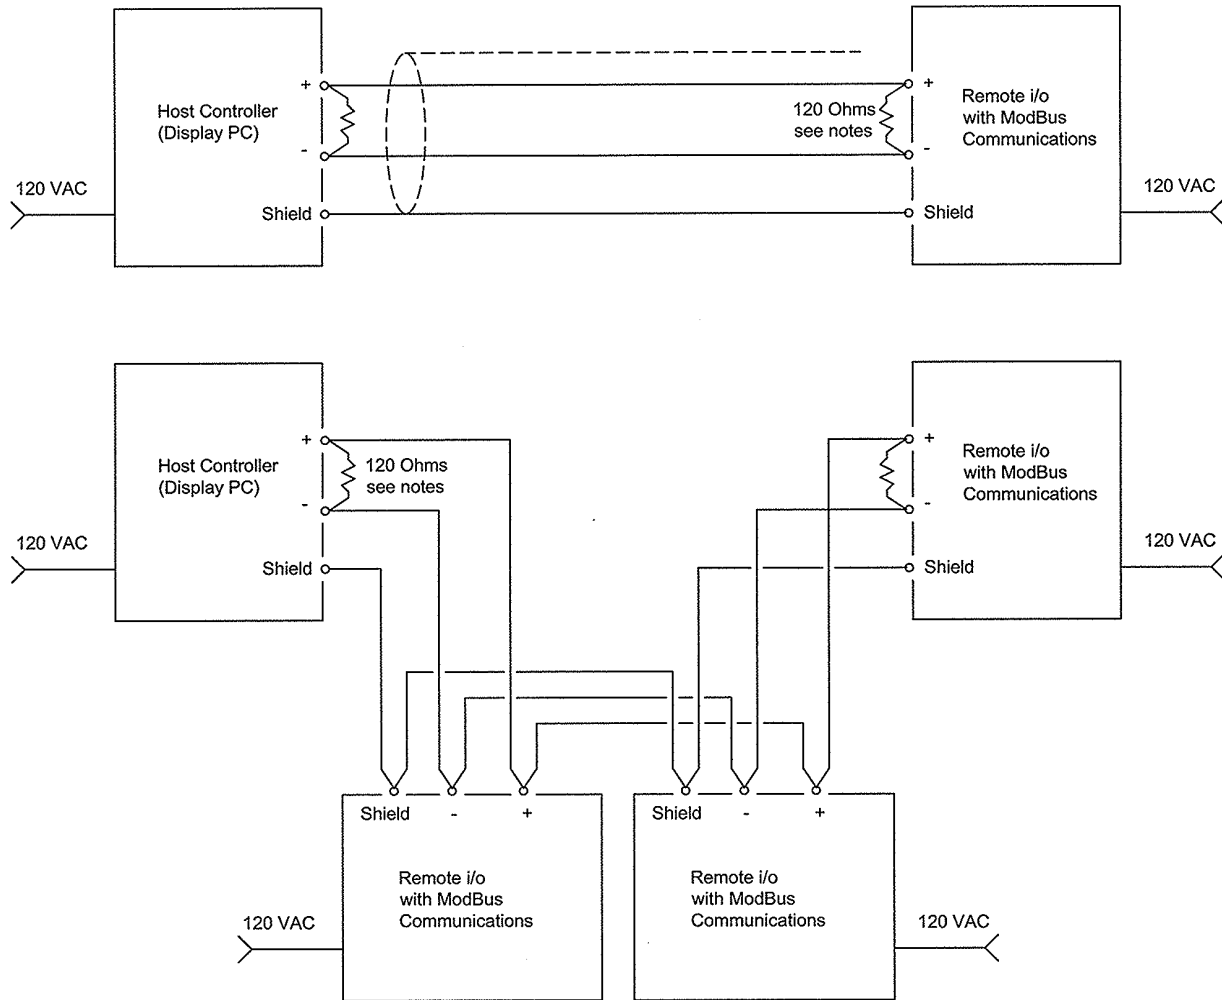 +
Host Controller
(Display PC)
-
120 VAC
Shield
120 Ohms
see notes
+
Remote i/o
with ModBus
Communications
-
Shield
120 VAC
+
Host Controller
(Display PC)
-
120 VAC
Shield
120 Ohms
see notes
+
Remote i/o
with ModBus
Communications
-
Shield
120 VAC
Shield - +
Remote i/o
with ModBus
Communications
120 VAC
Shield - +
Remote i/o
with ModBus
Communications
120 VAC